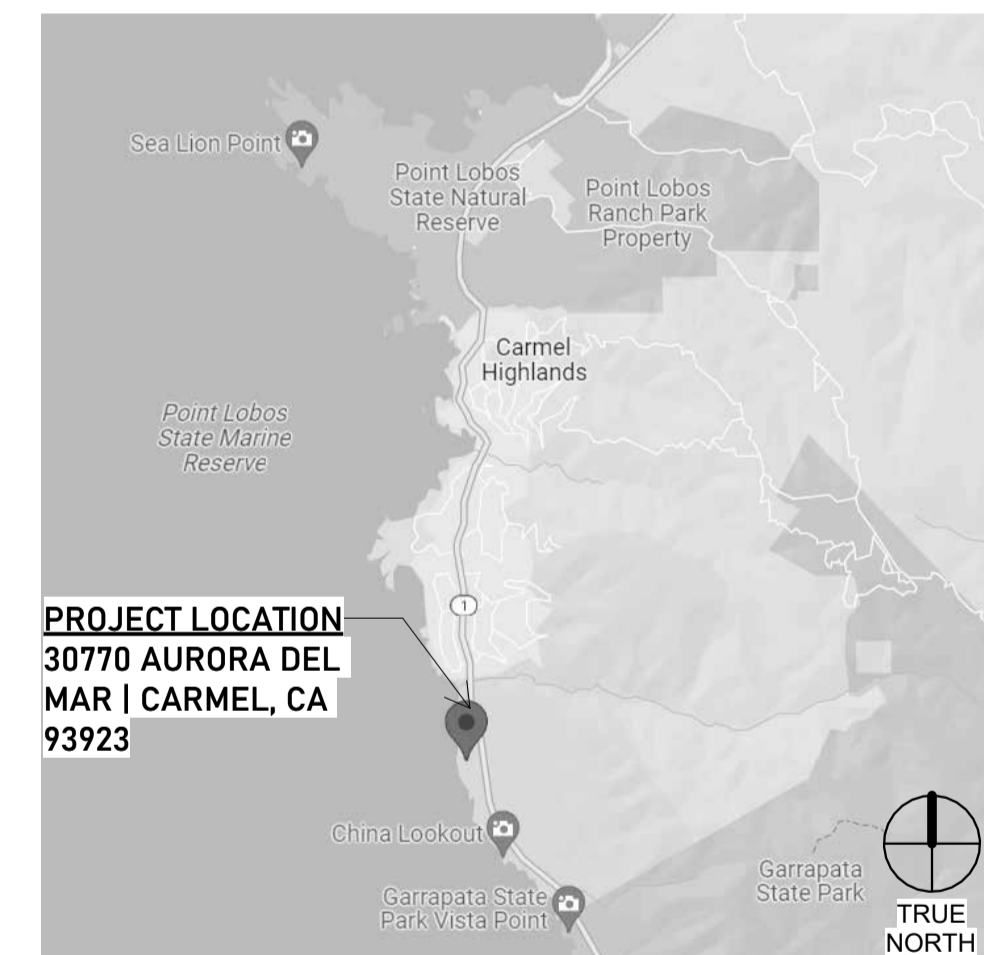 Sea Lion Point
Point Lobos
State Natural
Reserve
Point Lobos
Ranch Park
Property
Carmel
Highlands
Point Lobos
State Marine
Reserve
1
PROJECT LOCATION
30770 AURORA DEL
MAR | CARMEL, CA
93923
China Lookout
Garrapata State
Park Vista Point
Garrapata
State Park
TRUE
NORTH